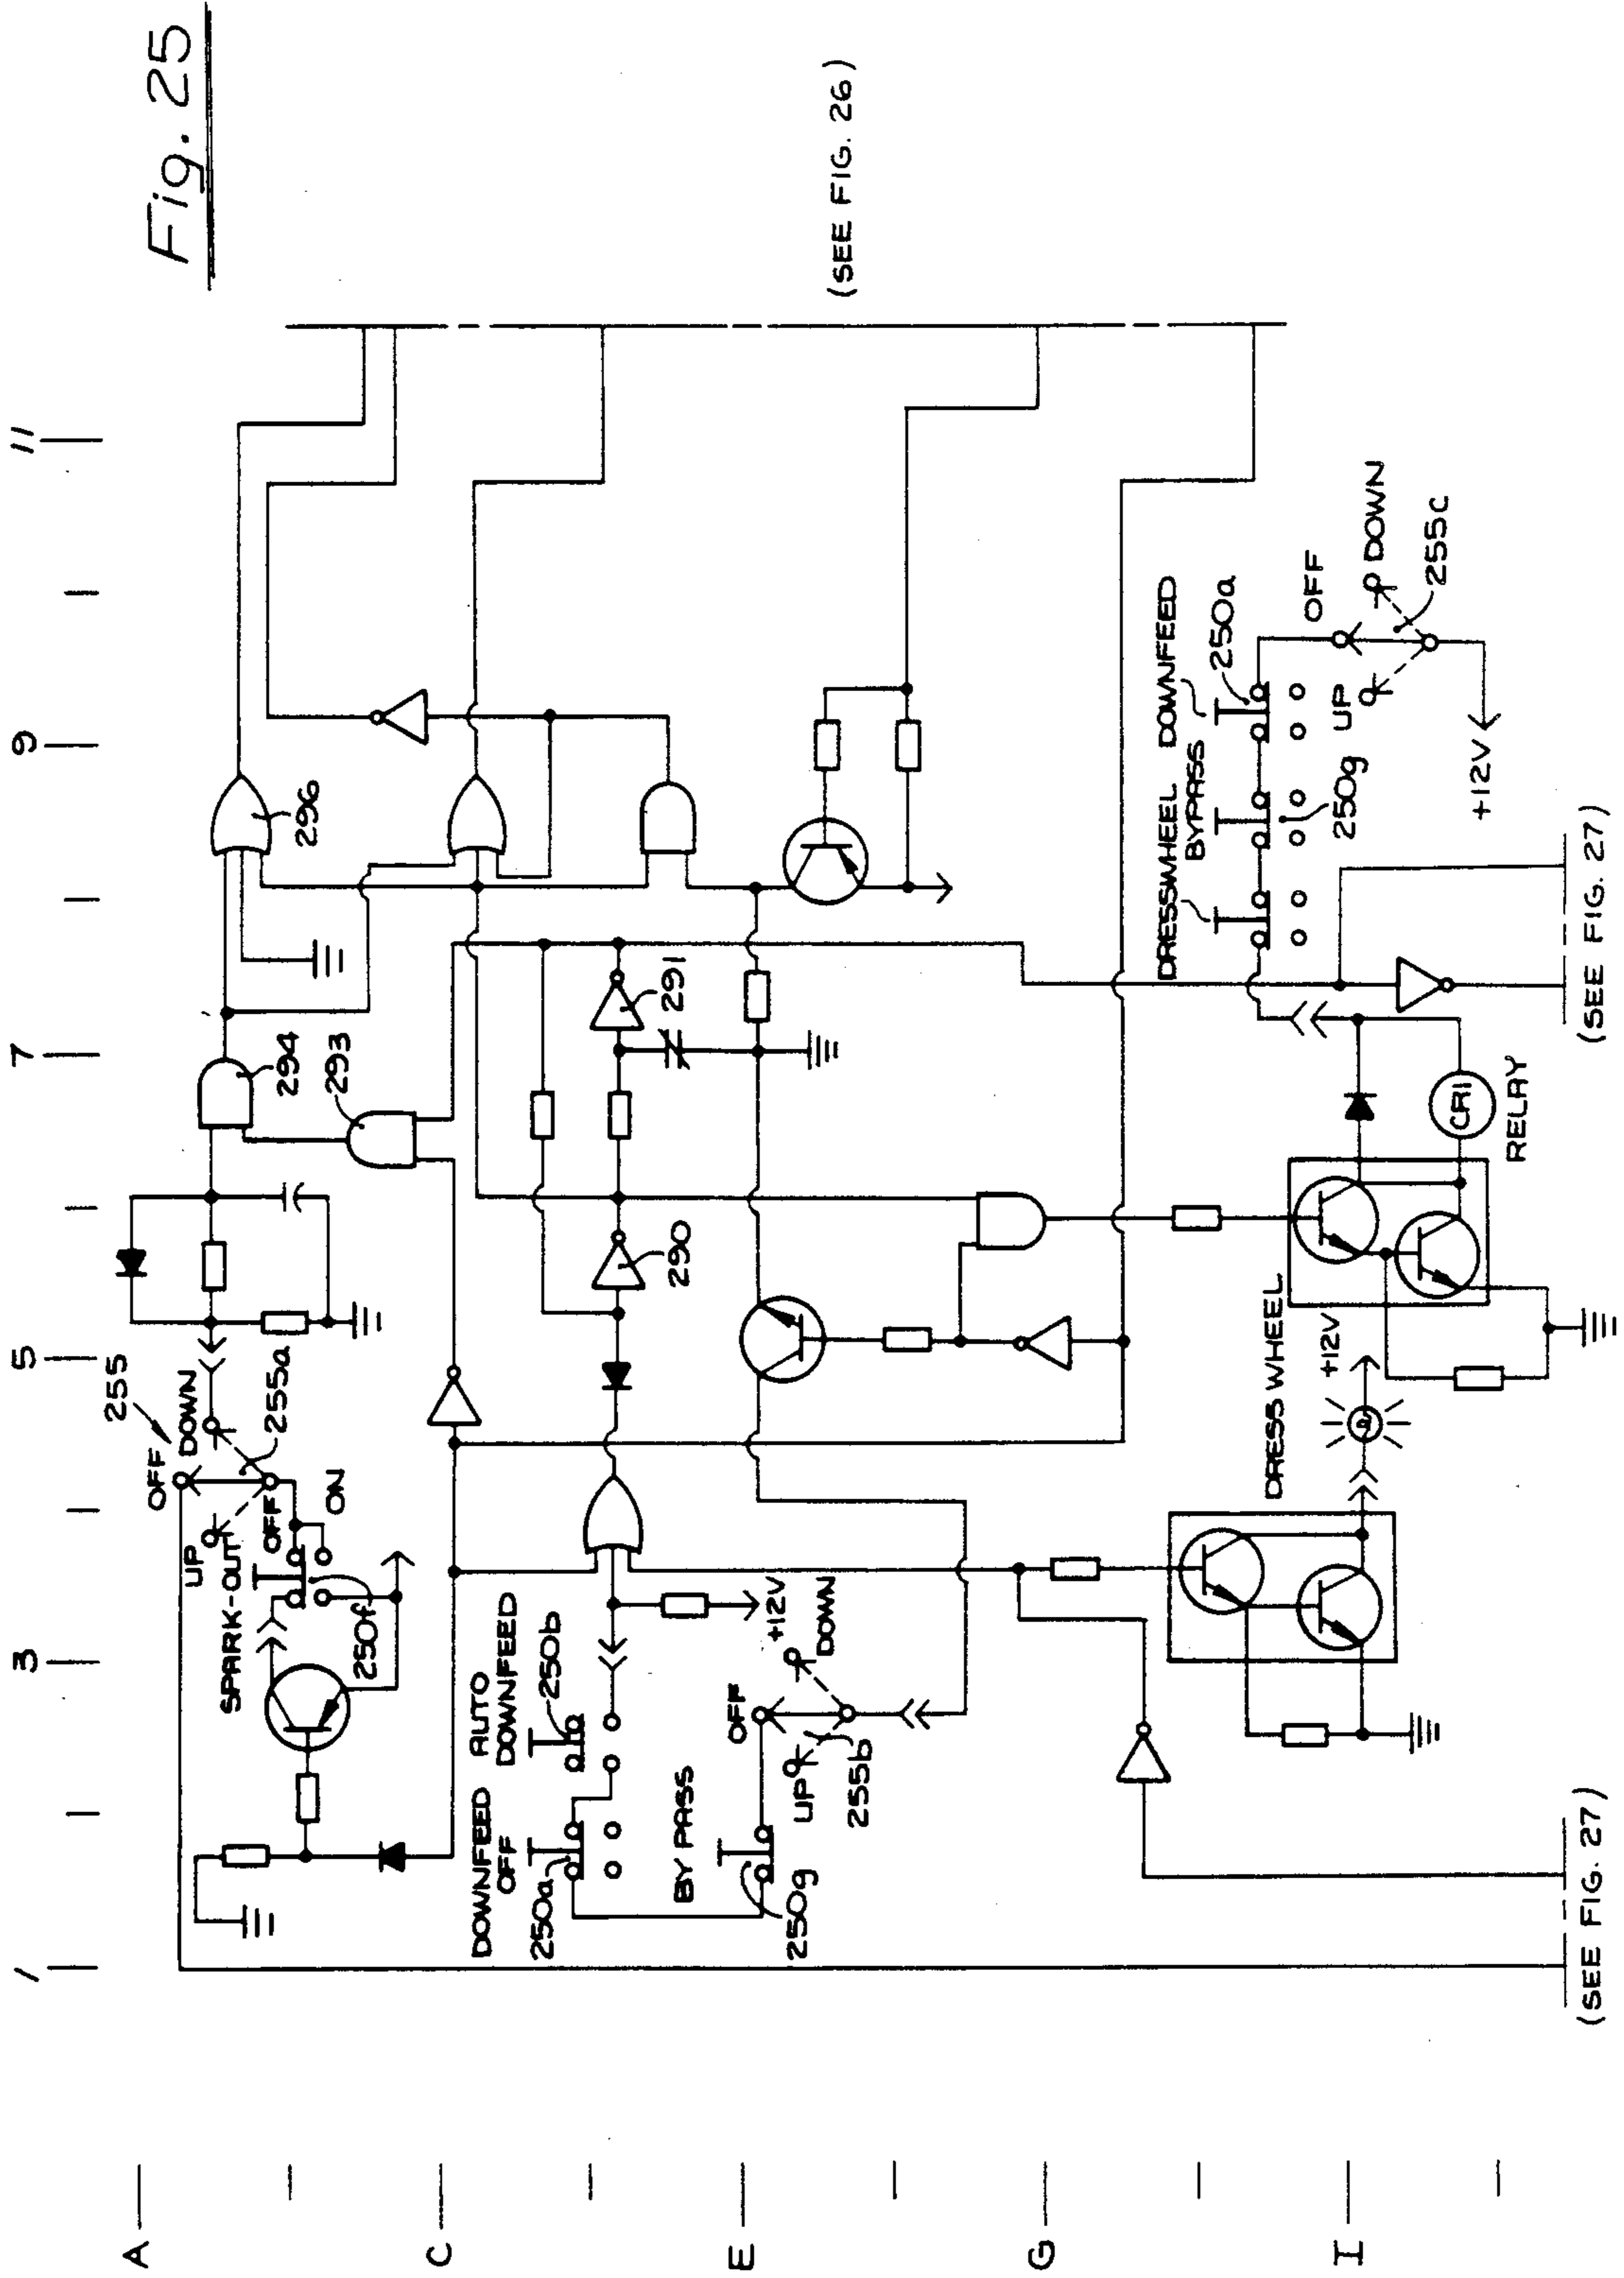 Fig. 25
1
3
5
7
9
11
A
C
E
G
I
255
OFF
DOWN
UP
255a
SPARK-OUT
OFF
ON
250f
294
293
296
DOWNFEED
OFF
250a
AUTO
DOWNFEED
250b
290
291
BY PASS
250g
OFF
UP
DOWN
255b
+12V
(SEE FIG. 26)
DRESSWHEEL
BYPASS
DOWNFEED
250a
250g
OFF
UP
DOWN
255c
+12V
DRESS WHEEL
+12V
CR1
RELAY
(SEE FIG. 27)
(SEE FIG. 27)